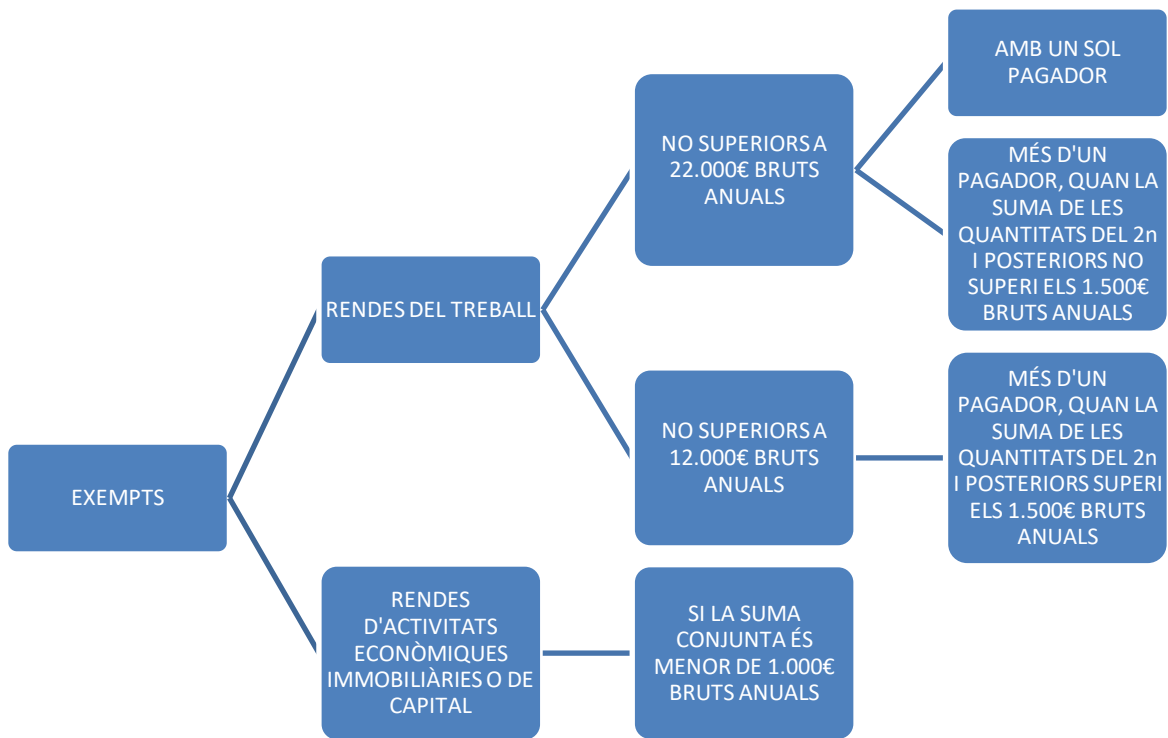 EXEMPTS
RENDES DEL TREBALL
NO SUPERIORS A
22.000€ BRUTS
ANUALS
AMB UN SOL
PAGADOR
MÉS D'UN
PAGADOR, QUAN LA
SUMA DE LES
QUANTITATS DEL 2n
I POSTERIORS NO
SUPERI ELS 1.500€
BRUTS ANUALS
NO SUPERIORS A
12.000€ BRUTS
ANUALS
MÉS D'UN
PAGADOR, QUAN LA
SUMA DE LES
QUANTITATS DEL 2n
I POSTERIORS SUPERI
ELS 1.500€ BRUTS
ANUALS
RENDES
D'ACTIVITATS
ECONÒMIQUES
IMMOBILIÀRIES O DE
CAPITAL
SI LA SUMA
CONJUNTA ÉS
MENOR DE 1.000€
BRUTS ANUALS